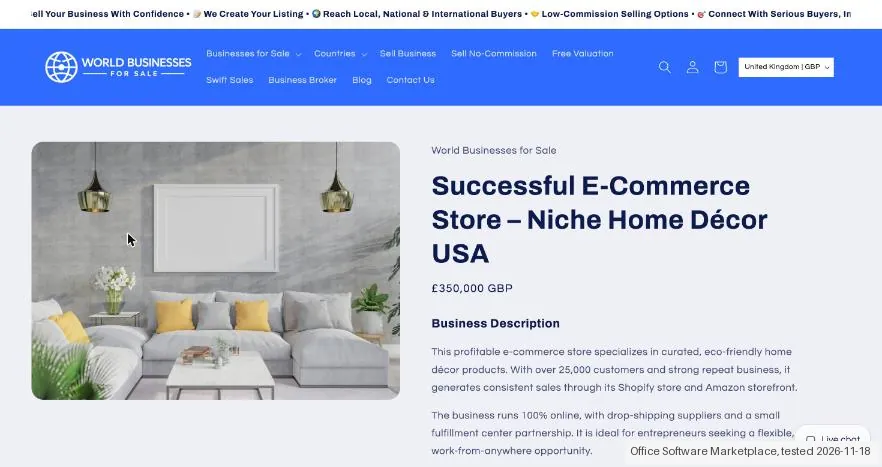 ell Your Business With Confidence • 📝 We Create Your Listing • 🌍 Reach Local, National & International Buyers • 🤝 Low-Commission Selling Options • 🎯 Connect With Serious Buyers, In
WORLD BUSINESSES
FOR SALE
Businesses for Sale Countries Sell Business Sell No-Commission Free Valuation
Swift Sales Business Broker Blog Contact Us
United Kingdom | GBP
World Businesses for Sale
Successful E-Commerce
Store – Niche Home Décor
USA
£350,000 GBP
Business Description
This profitable e-commerce store specializes in curated, eco-friendly home
décor products. With over 25,000 customers and strong repeat business, it
generates consistent sales through its Shopify store and Amazon storefront.
The business runs 100% online, with drop-shipping suppliers and a small
fulfillment center partnership. It is ideal for entrepreneurs seeking a flexible,
work-from-anywhere opportunity.
Live chat
Office Software Marketplace, tested 2026-11-18